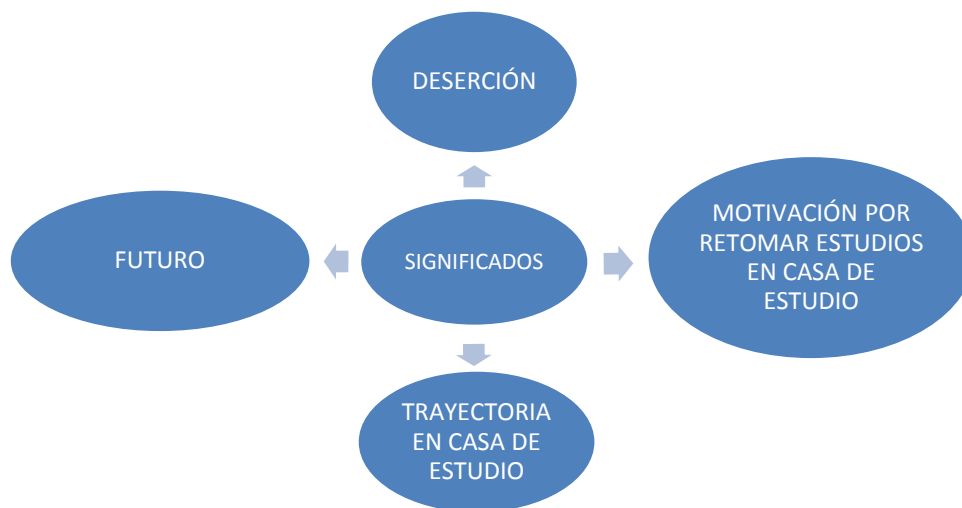 DESERCIÓN
FUTURO
SIGNIFICADOS
MOTIVACIÓN POR
RETOMAR ESTUDIOS
EN CASA DE
ESTUDIO
TRAYECTORIA
EN CASA DE
ESTUDIO